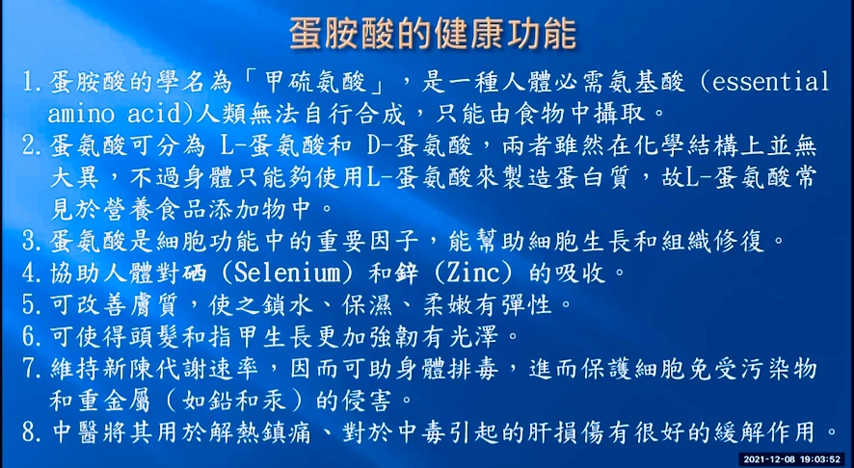 蛋胺酸的健康功能
1.蛋胺酸的學名為「甲硫氨酸」，是一種人體必需氨基酸 (essential
amino acid)人類無法自行合成，只能由食物中攝取。
2.蛋氨酸可分為 L-蛋氨酸和 D-蛋氨酸，兩者雖然在化學結構上並無
大異，不過身體只能夠使用L-蛋氨酸來製造蛋白質，故L-蛋氨酸常
見於營養食品添加物中。
3.蛋氨酸是細胞功能中的重要因子，能幫助細胞生長和組織修復。
4.協助人體對硒 (Selenium) 和鋅 (Zinc) 的吸收。
5.可改善膚質，使之鎖水、保濕、柔嫩有彈性。
6.可使得頭髮和指甲生長更加強韌有光澤。
7.維持新陳代謝速率，因而可助身體排毒，進而保護細胞免受污染物
和重金屬（如鉛和汞）的侵害。
8.中醫將其用於解熱鎮痛、對於中毒引起的肝損傷有很好的緩解作用。
2021-12-08 19:03:52